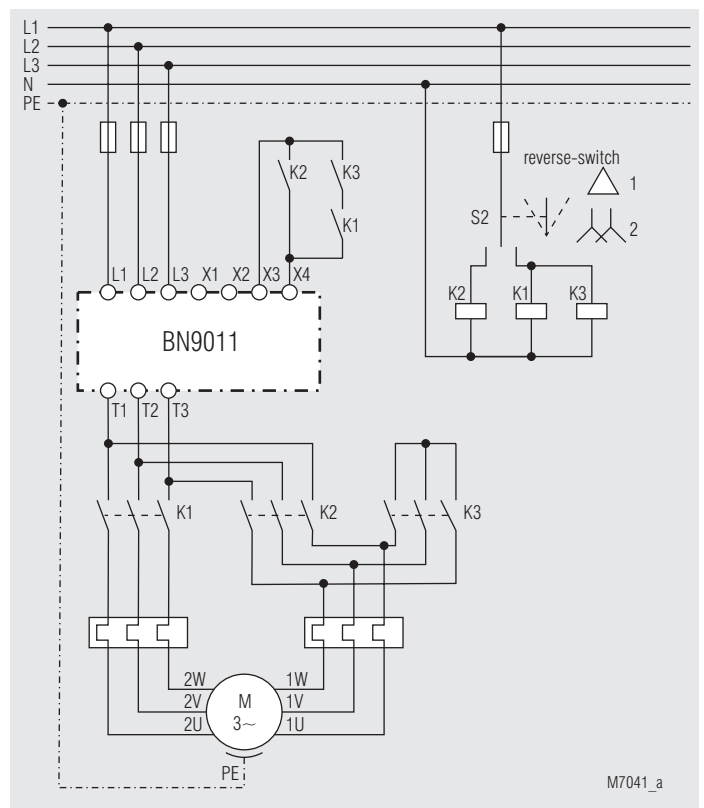 L1
L2
L3
N
PE
reverse-switch
K2 K3
1
K1
S2
2
L1 L2 L3 X1 X2 X3 X4
K2 K1 K3
BN9011
T1 T2 T3
K1 K2 K3
2W 1W
2V M 1V
2U 3~ 1U
PE
M7041_a